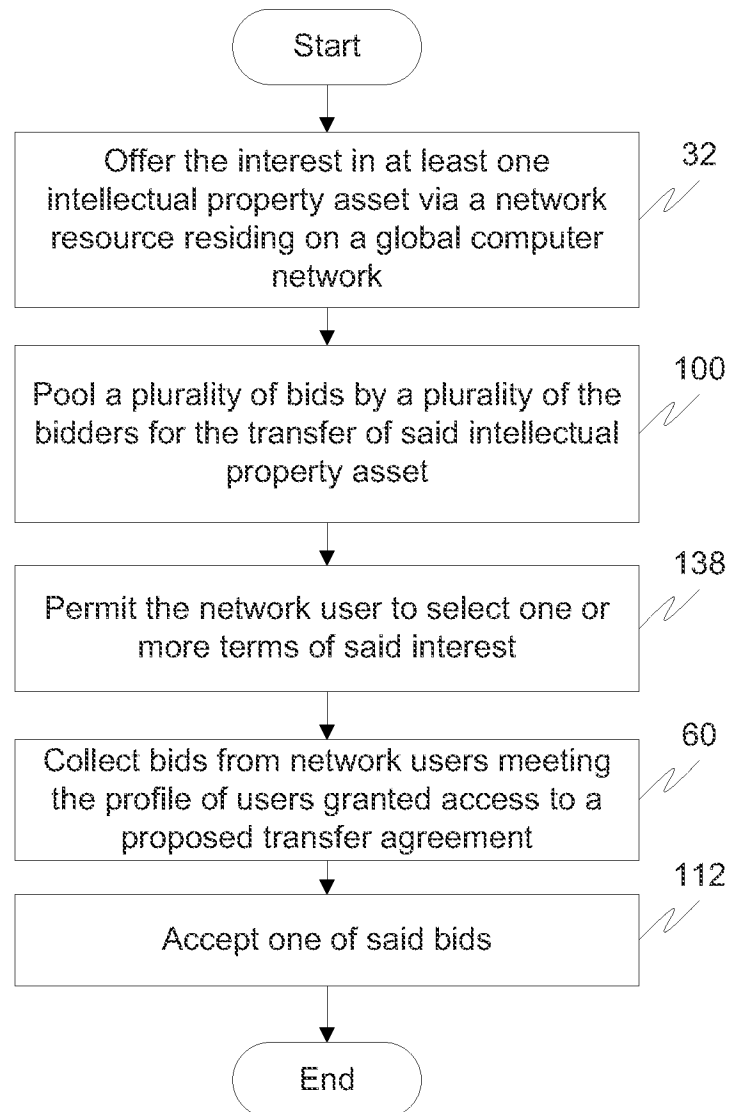 Start
Offer the interest in at least one
intellectual property asset via a network
resource residing on a global computer
network
32
Pool a plurality of bids by a plurality of the
bidders for the transfer of said intellectual
property asset
100
Permit the network user to select one or
more terms of said interest
138
Collect bids from network users meeting
the profile of users granted access to a
proposed transfer agreement
60
Accept one of said bids
112
End